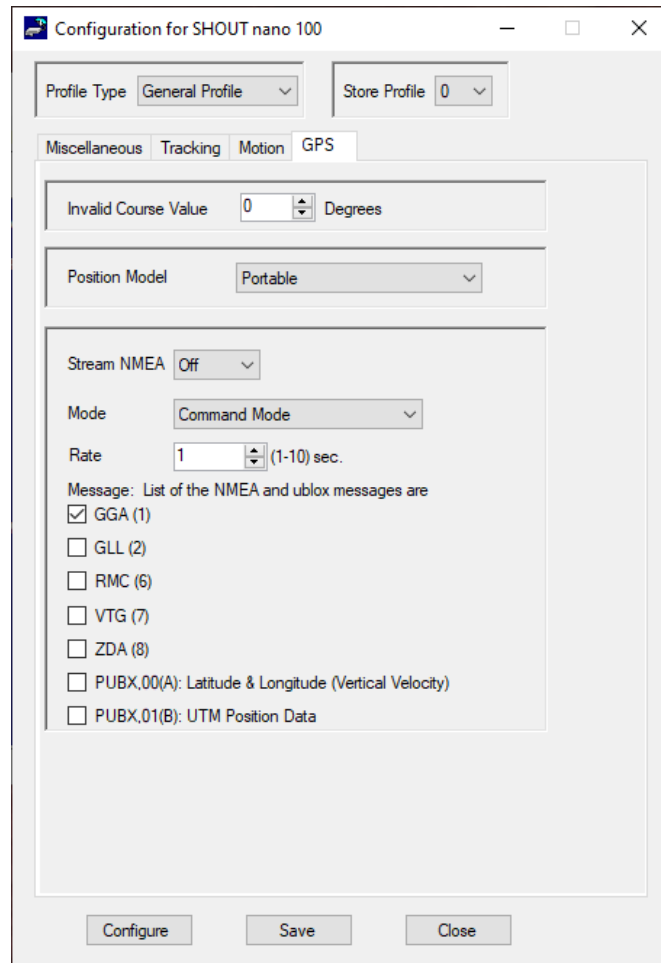 Configuration for SHOUT nano 100
Profile Type General Profile Store Profile 0
Miscellaneous Tracking Motion GPS
Invalid Course Value 0 Degrees
Position Model Portable
Stream NMEA Off
Mode Command Mode
Rate 1 (1-10) sec.
Message: List of the NMEA and ublox messages are
GGA (1)
GLL (2)
RMC (6)
VTG (7)
ZDA (8)
PUBX,00(A): Latitude & Longitude (Vertical Velocity)
PUBX,01(B): UTM Position Data
Configure Save Close